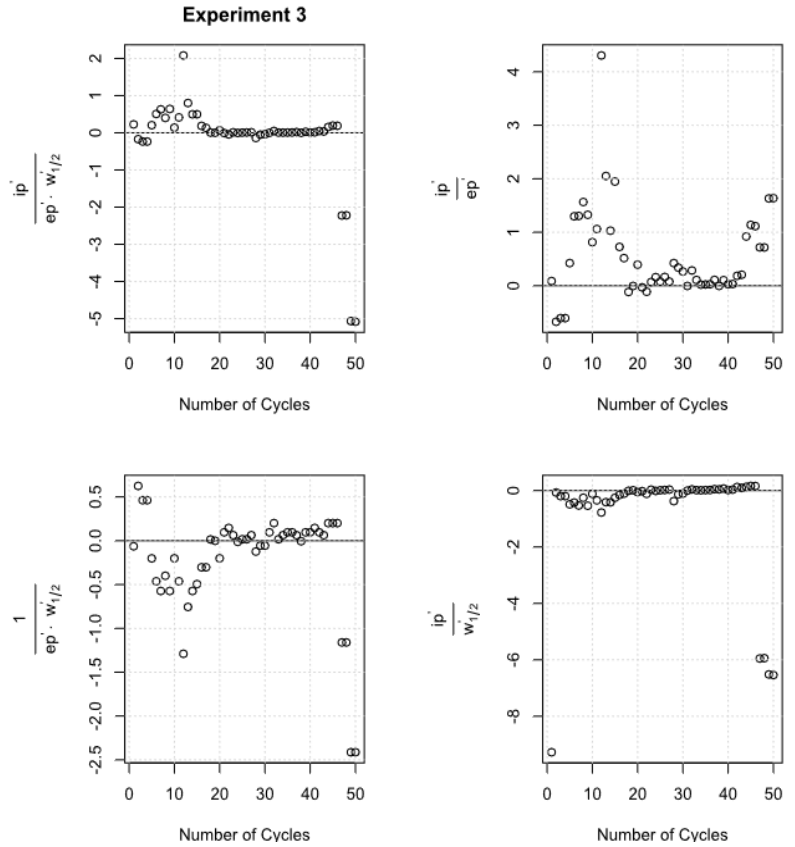 Experiment 3
2
1
0
-1
-2
-3
-4
-5
ip'
ep' · w'1/2
0 10 20 30 40 50
Number of Cycles
4
3
2
1
0
ip'
ep'
0 10 20 30 40 50
Number of Cycles
0.5
0.0
-0.5
-1.0
-1.5
-2.0
-2.5
1
ep' · w'1/2
0 10 20 30 40 50
Number of Cycles
0
-2
-4
-6
-8
ip'
w'1/2
0 10 20 30 40 50
Number of Cycles